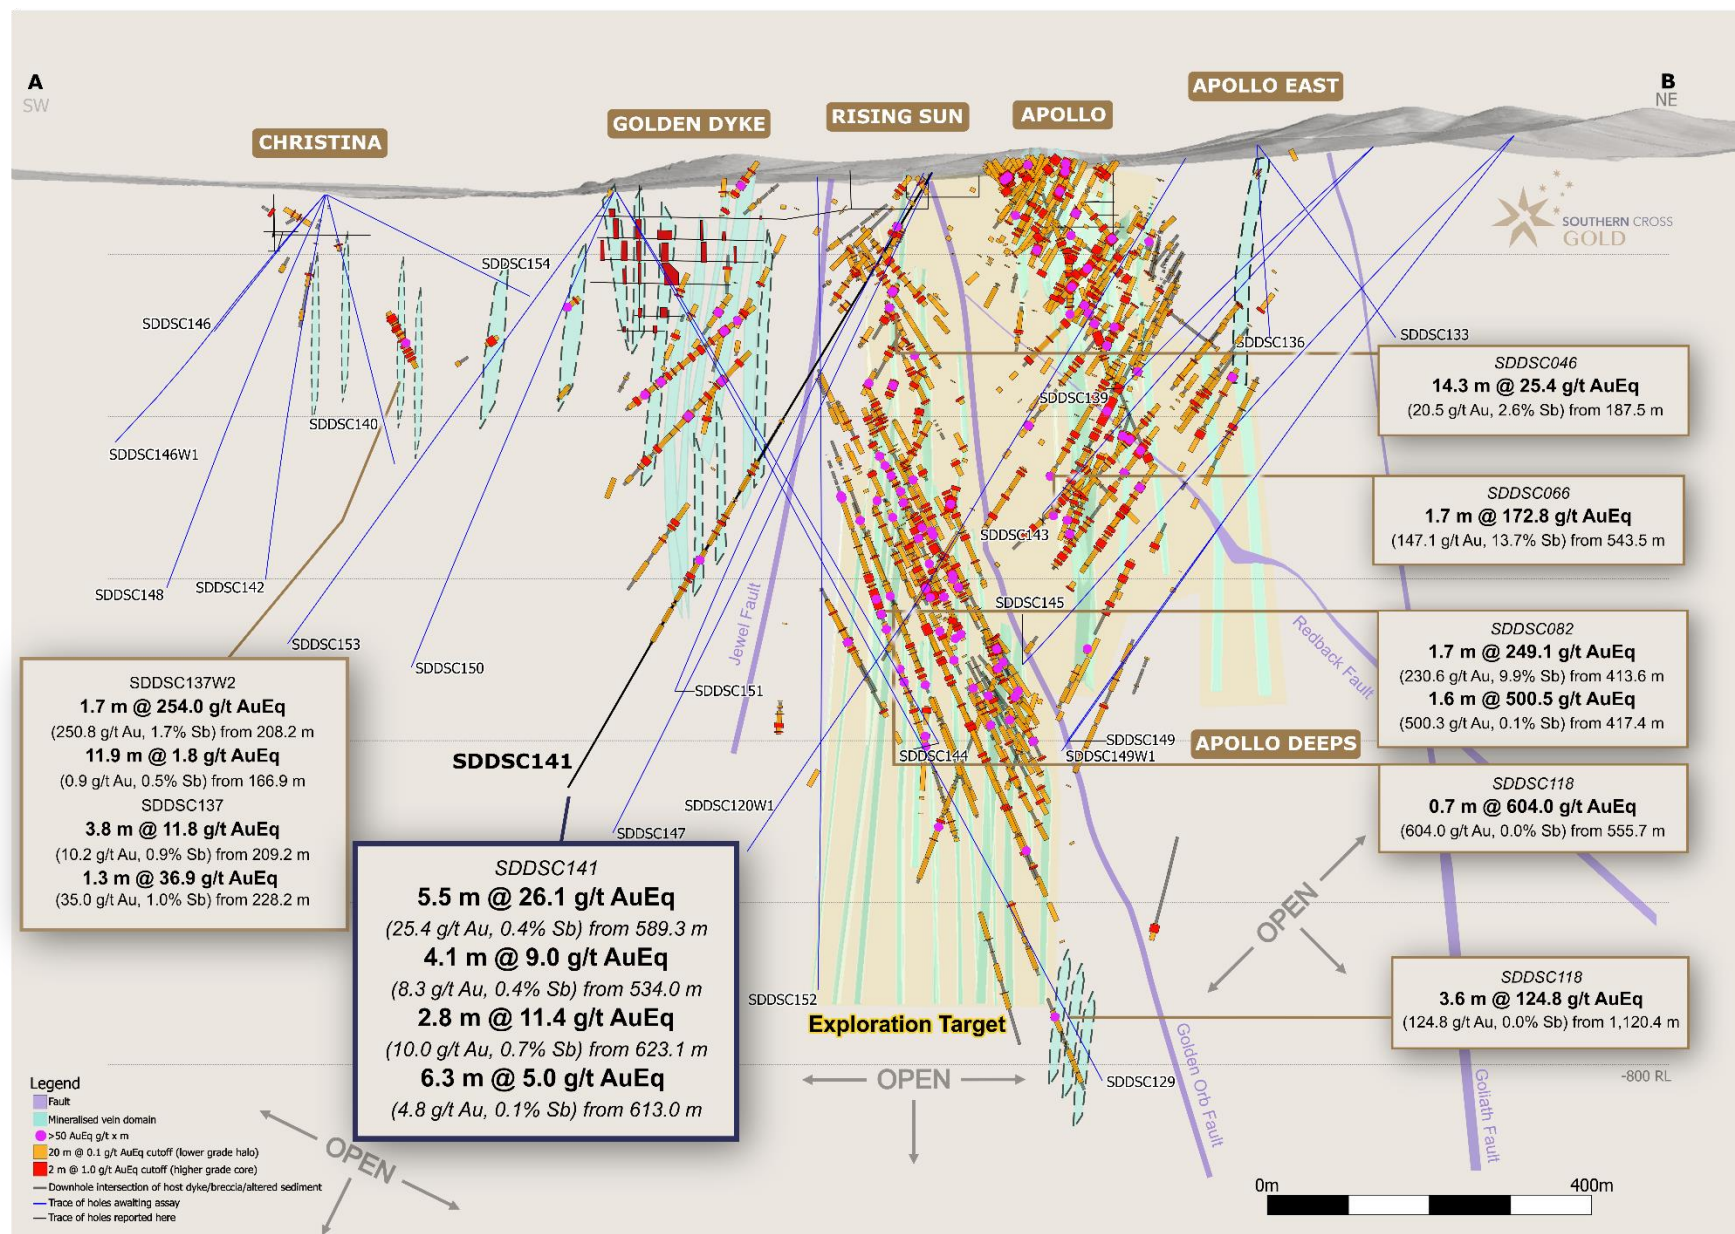 A
SW
B
NE
CHRISTINA
GOLDEN DYKE
RISING SUN
APOLLO
APOLLO EAST
SOUTHERN CROSS
GOLD
SDDSC154
SDDSC146
SDDSC140
SDDSC146W1
SDDSC148
SDDSC142
SDDSC153
SDDSC150
SDDSC151
SDDSC141
SDDSC120W1
SDDSC147
SDDSC152
SDDSC139
SDDSC136
SDDSC133
SDDSC143
SDDSC145
SDDSC144
SDDSC149
SDDSC149W1
SDDSC129
Jewel Fault
Redback Fault
Golden Orb Fault
Goliath Fault
APOLLO DEEPS
SDDSC046
14.3 m @ 25.4 g/t AuEq
(20.5 g/t Au, 2.6% Sb) from 187.5 m
SDDSC066
1.7 m @ 172.8 g/t AuEq
(147.1 g/t Au, 13.7% Sb) from 543.5 m
SDDSC082
1.7 m @ 249.1 g/t AuEq
(230.6 g/t Au, 9.9% Sb) from 413.6 m
1.6 m @ 500.5 g/t AuEq
(500.3 g/t Au, 0.1% Sb) from 417.4 m
SDDSC118
0.7 m @ 604.0 g/t AuEq
(604.0 g/t Au, 0.0% Sb) from 555.7 m
SDDSC118
3.6 m @ 124.8 g/t AuEq
(124.8 g/t Au, 0.0% Sb) from 1,120.4 m
SDDSC137W2
1.7 m @ 254.0 g/t AuEq
(250.8 g/t Au, 1.7% Sb) from 208.2 m
11.9 m @ 1.8 g/t AuEq
(0.9 g/t Au, 0.5% Sb) from 166.9 m
SDDSC137
3.8 m @ 11.8 g/t AuEq
(10.2 g/t Au, 0.9% Sb) from 209.2 m
1.3 m @ 36.9 g/t AuEq
(35.0 g/t Au, 1.0% Sb) from 228.2 m
SDDSC141
5.5 m @ 26.1 g/t AuEq
(25.4 g/t Au, 0.4% Sb) from 589.3 m
4.1 m @ 9.0 g/t AuEq
(8.3 g/t Au, 0.4% Sb) from 534.0 m
2.8 m @ 11.4 g/t AuEq
(10.0 g/t Au, 0.7% Sb) from 623.1 m
6.3 m @ 5.0 g/t AuEq
(4.8 g/t Au, 0.1% Sb) from 613.0 m
Exploration Target
OPEN
OPEN
OPEN
-800 RL
Legend
Fault
Mineralised vein domain
>50 AuEq g/t x m
20 m @ 0.1 g/t AuEq cutoff (lower grade halo)
2 m @ 1.0 g/t AuEq cutoff (higher grade core)
Downhole intersection of host dyke/breccia/altered sediment
Trace of holes awaiting assay
Trace of holes reported here
0m
400m